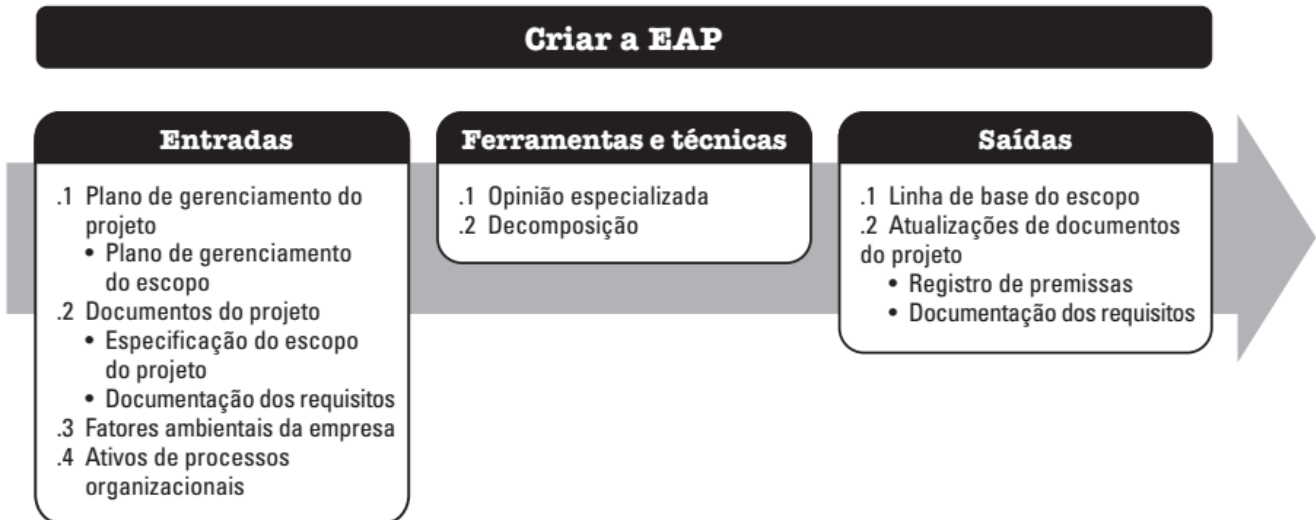 Criar a EAP
Entradas
.1 Plano de gerenciamento do
projeto
• Plano de gerenciamento
do escopo
.2 Documentos do projeto
• Especificação do escopo
do projeto
• Documentação dos requisitos
.3 Fatores ambientais da empresa
.4 Ativos de processos
organizacionais
Ferramentas e técnicas
.1 Opinião especializada
.2 Decomposição
Saídas
.1 Linha de base do escopo
.2 Atualizações de documentos
do projeto
• Registro de premissas
• Documentação dos requisitos